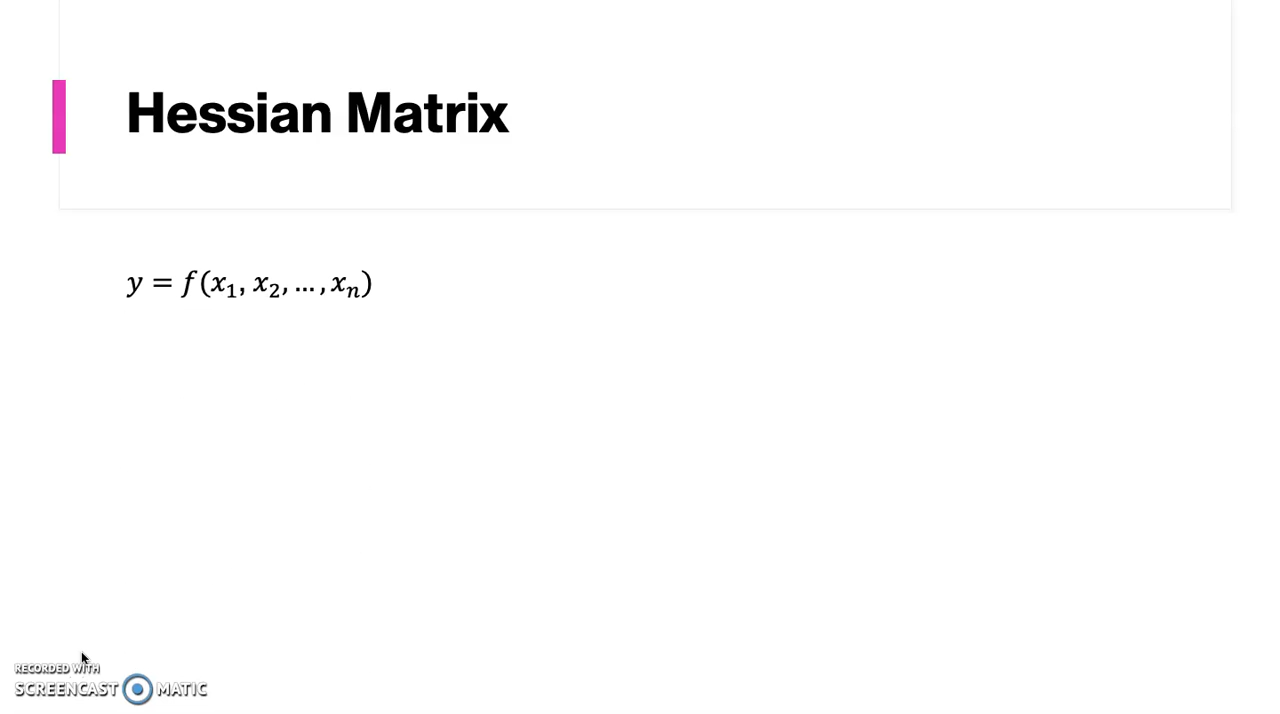 Hessian Matrix
y = f(x₁, x₂, … , xₙ)
RECORDED WITH
SCREENCAST MATIC